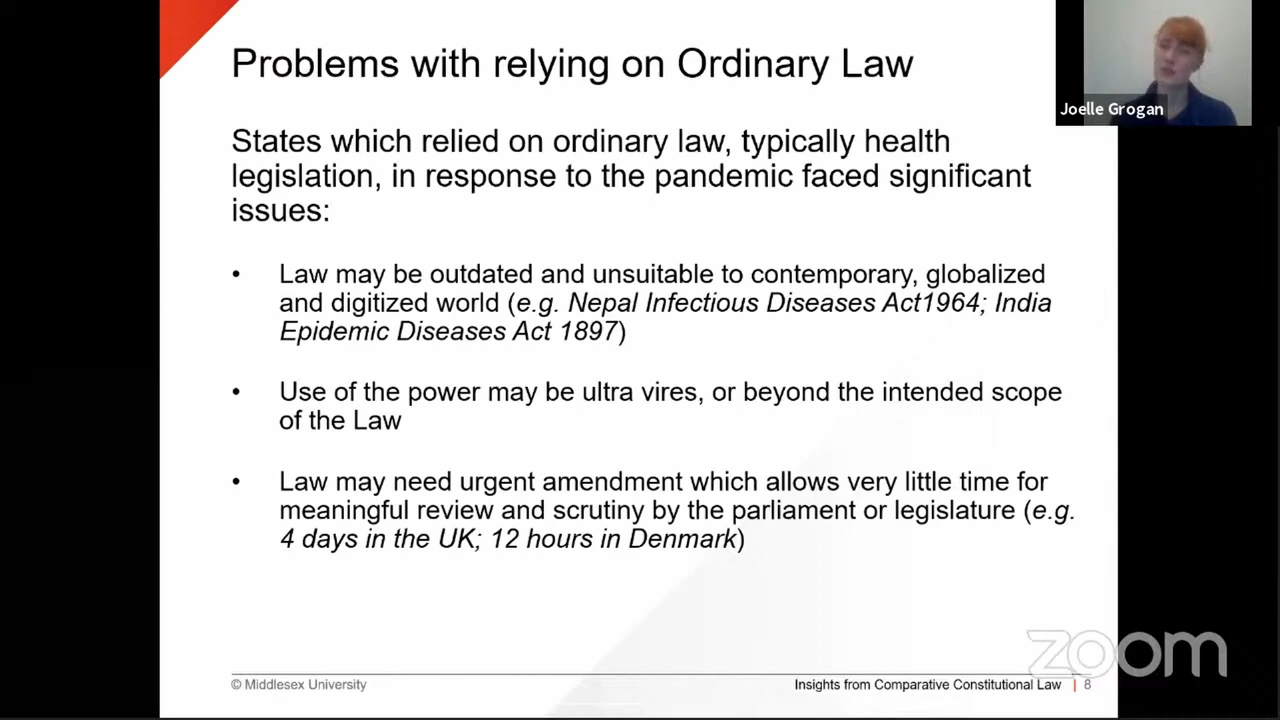 Problems with relying on Ordinary Law
Joelle Grogan
States which relied on ordinary law, typically health
legislation, in response to the pandemic faced significant
issues:
• Law may be outdated and unsuitable to contemporary, globalized
and digitized world (e.g. Nepal Infectious Diseases Act1964; India
Epidemic Diseases Act 1897)
• Use of the power may be ultra vires, or beyond the intended scope
of the Law
• Law may need urgent amendment which allows very little time for
meaningful review and scrutiny by the parliament or legislature (e.g.
4 days in the UK; 12 hours in Denmark)
zoom
© Middlesex University
Insights from Comparative Constitutional Law | 8